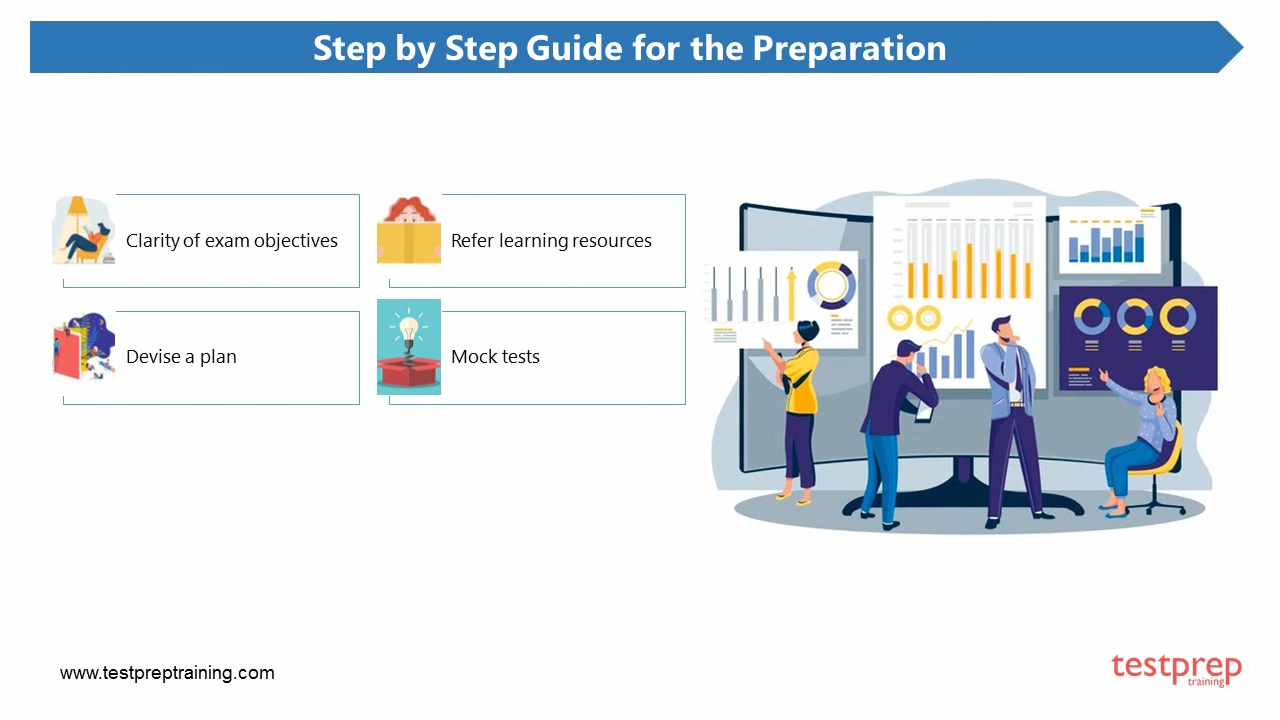 Step by Step Guide for the Preparation
Clarity of exam objectives
Refer learning resources
Devise a plan
Mock tests
www.testpreptraining.com
testprep
training